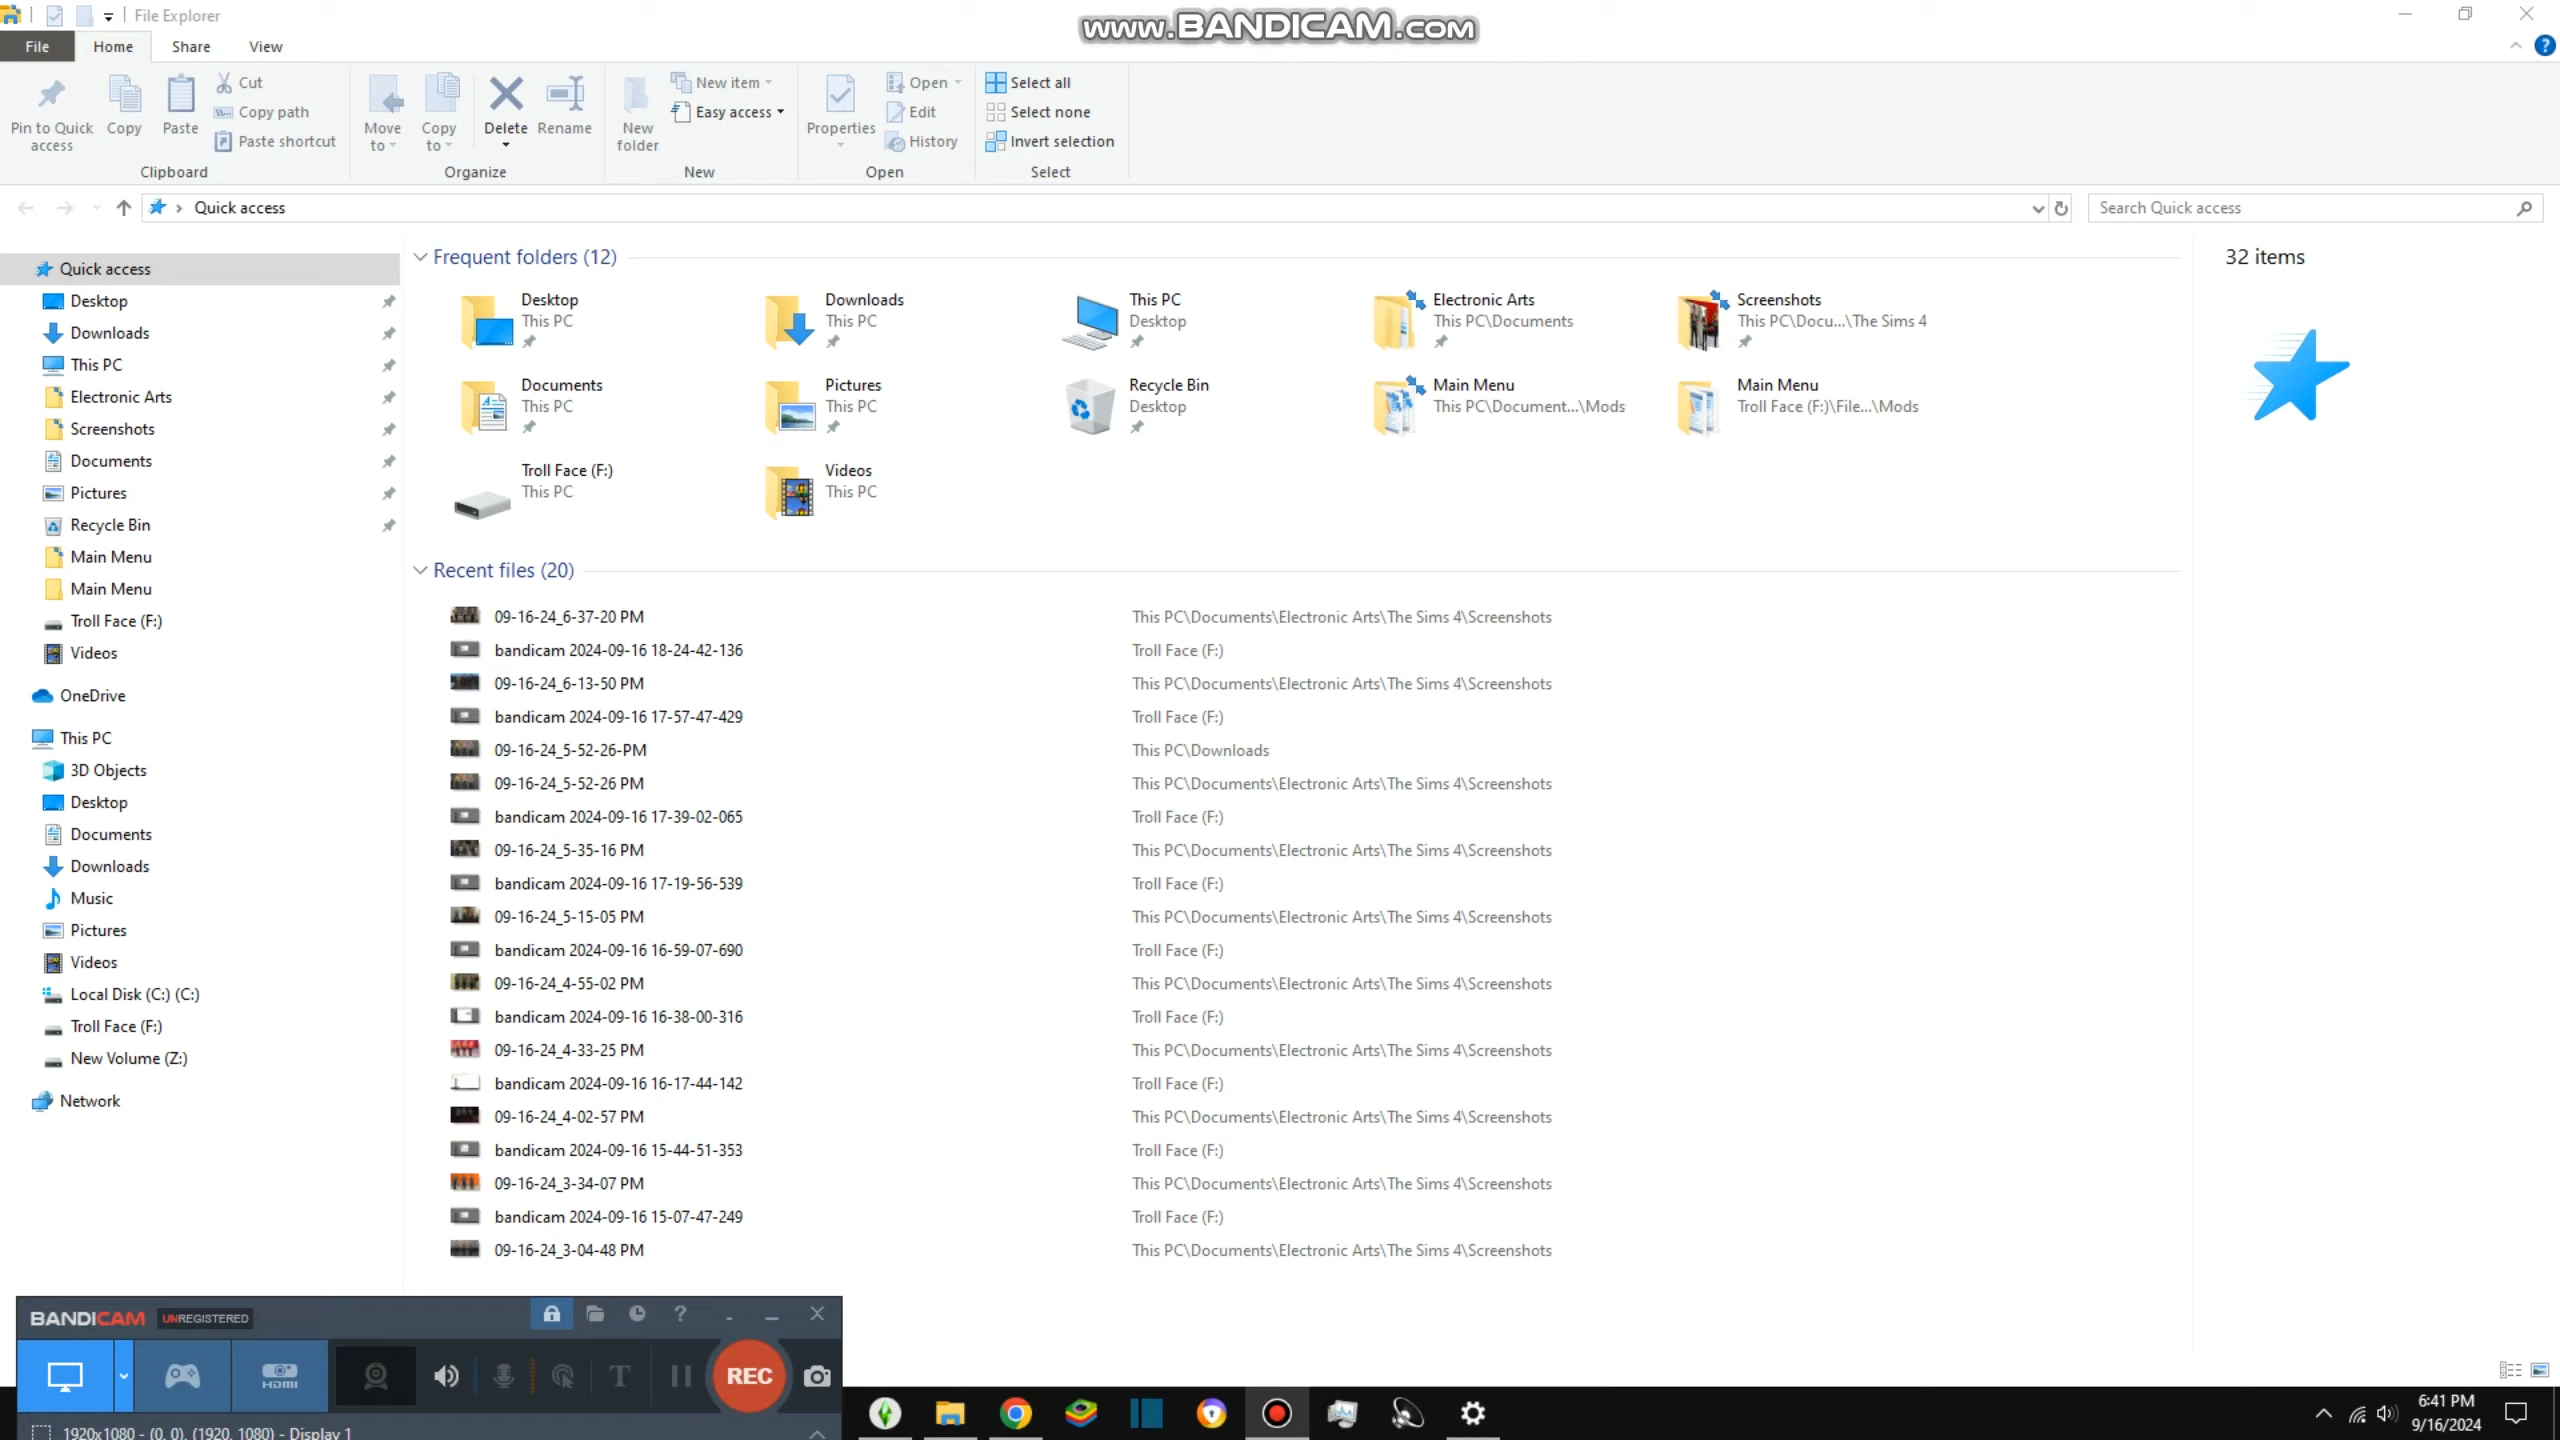 File Explorer
www.BANDICAM.com
File Home Share View
Pin to Quick access
Copy
Paste
Cut
Copy path
Paste shortcut
Clipboard
Move to
Copy to
Delete
Rename
Organize
New folder
New item
Easy access
New
Properties
Open
Edit
History
Open
Select all
Select none
Invert selection
Select
Quick access
Search Quick access
Quick access
Desktop
Downloads
This PC
Electronic Arts
Screenshots
Documents
Pictures
Recycle Bin
Main Menu
Main Menu
Troll Face (F:)
Videos
OneDrive
This PC
3D Objects
Desktop
Documents
Downloads
Music
Pictures
Videos
Local Disk (C:) (C:)
Troll Face (F:)
New Volume (Z:)
Network
Frequent folders (12)
Desktop
This PC
Downloads
This PC
This PC
Desktop
Electronic Arts
This PC\Documents
Screenshots
This PC\Docu...\The Sims 4
Documents
This PC
Pictures
This PC
Recycle Bin
Desktop
Main Menu
This PC\Document...\Mods
Main Menu
Troll Face (F:)\File...\Mods
Troll Face (F:)
This PC
Videos
This PC
Recent files (20)
09-16-24_6-37-20 PM This PC\Documents\Electronic Arts\The Sims 4\Screenshots
bandicam 2024-09-16 18-24-42-136 Troll Face (F:)
09-16-24_6-13-50 PM This PC\Documents\Electronic Arts\The Sims 4\Screenshots
bandicam 2024-09-16 17-57-47-429 Troll Face (F:)
09-16-24_5-52-26-PM This PC\Downloads
09-16-24_5-52-26 PM This PC\Documents\Electronic Arts\The Sims 4\Screenshots
bandicam 2024-09-16 17-39-02-065 Troll Face (F:)
09-16-24_5-35-16 PM This PC\Documents\Electronic Arts\The Sims 4\Screenshots
bandicam 2024-09-16 17-19-56-539 Troll Face (F:)
09-16-24_5-15-05 PM This PC\Documents\Electronic Arts\The Sims 4\Screenshots
bandicam 2024-09-16 16-59-07-690 Troll Face (F:)
09-16-24_4-55-02 PM This PC\Documents\Electronic Arts\The Sims 4\Screenshots
bandicam 2024-09-16 16-38-00-316 Troll Face (F:)
09-16-24_4-33-25 PM This PC\Documents\Electronic Arts\The Sims 4\Screenshots
bandicam 2024-09-16 16-17-44-142 Troll Face (F:)
09-16-24_4-02-57 PM This PC\Documents\Electronic Arts\The Sims 4\Screenshots
bandicam 2024-09-16 15-44-51-353 Troll Face (F:)
09-16-24_3-34-07 PM This PC\Documents\Electronic Arts\The Sims 4\Screenshots
bandicam 2024-09-16 15-07-47-249 Troll Face (F:)
09-16-24_3-04-48 PM This PC\Documents\Electronic Arts\The Sims 4\Screenshots
32 items
BANDICAM UNREGISTERED
HDMI
T
REC
1920x1080 - (0, 0), (1920, 1080) - Display 1
6:41 PM
9/16/2024